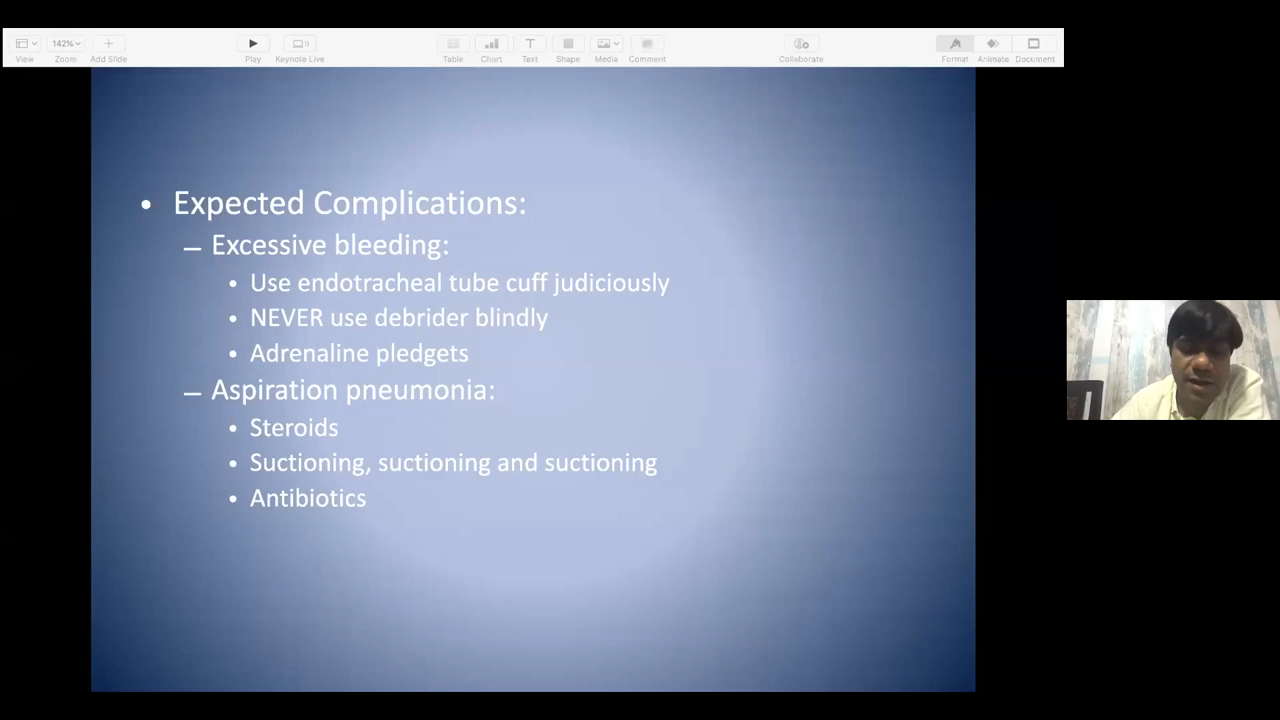 142%
View
Zoom
Add Slide
Play
Keynote Live
Table
Chart
Text
Shape
Media
Comment
Collaborate
Format
Animate
Document
• Expected Complications:
– Excessive bleeding:
• Use endotracheal tube cuff judiciously
• NEVER use debrider blindly
• Adrenaline pledgets
– Aspiration pneumonia:
• Steroids
• Suctioning, suctioning and suctioning
• Antibiotics